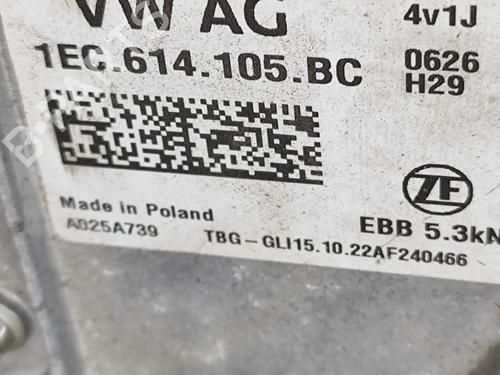 VW AG
4v1J
1EC.614.105.BC
0626
H29
ZF
Made in Poland
A025A739
EBB 5.3kN
TBG-GLI15.10.22AF240466